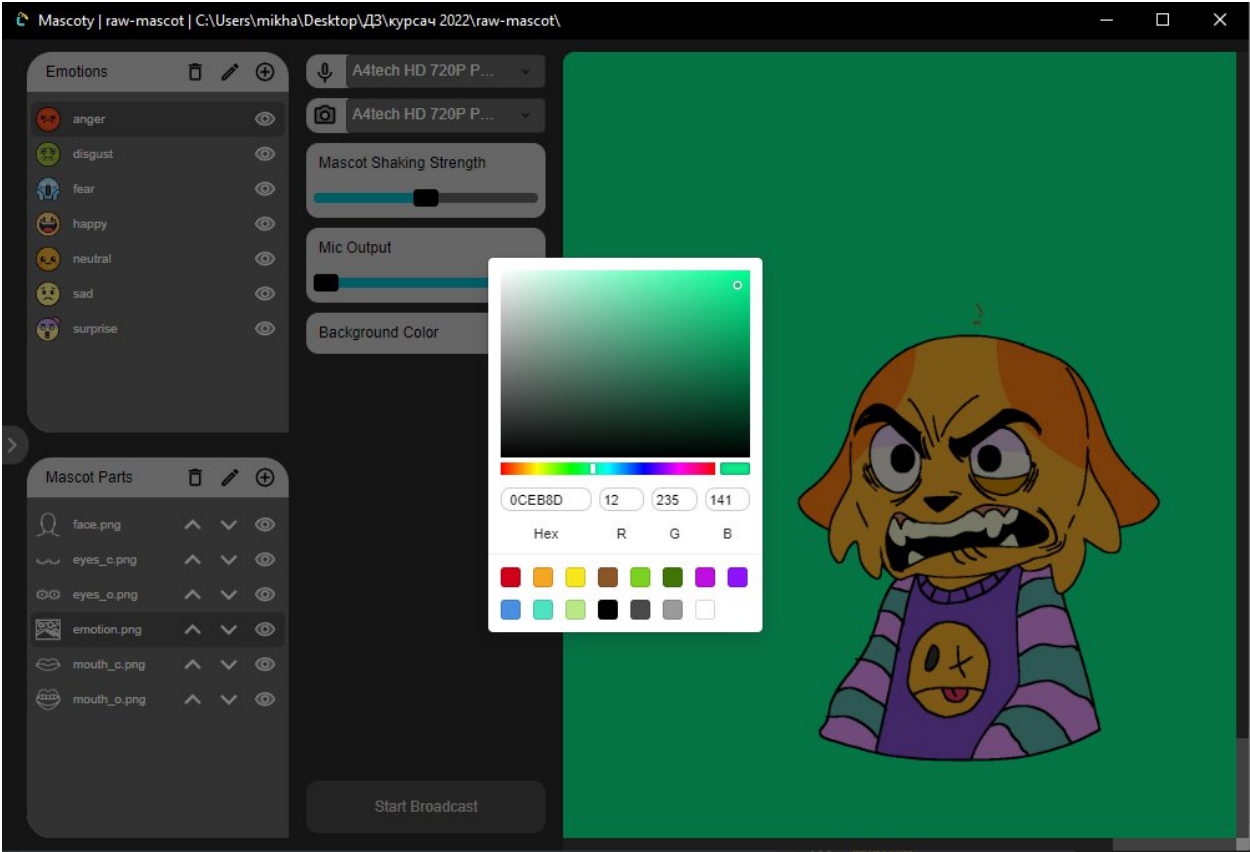 Mascoty | raw-mascot | C:\Users\mikha\Desktop\ДЗ\курсач 2022\raw-mascot\
Emotions
anger
disgust
fear
happy
neutral
sad
surprise
Mascot Parts
face.png
eyes_c.png
eyes_o.png
emotion.png
mouth_c.png
mouth_o.png
A4tech HD 720P P...
A4tech HD 720P P...
Mascot Shaking Strength
Mic Output
Background Color
0CEB8D 12 235 141
Hex R G B
Start Broadcast